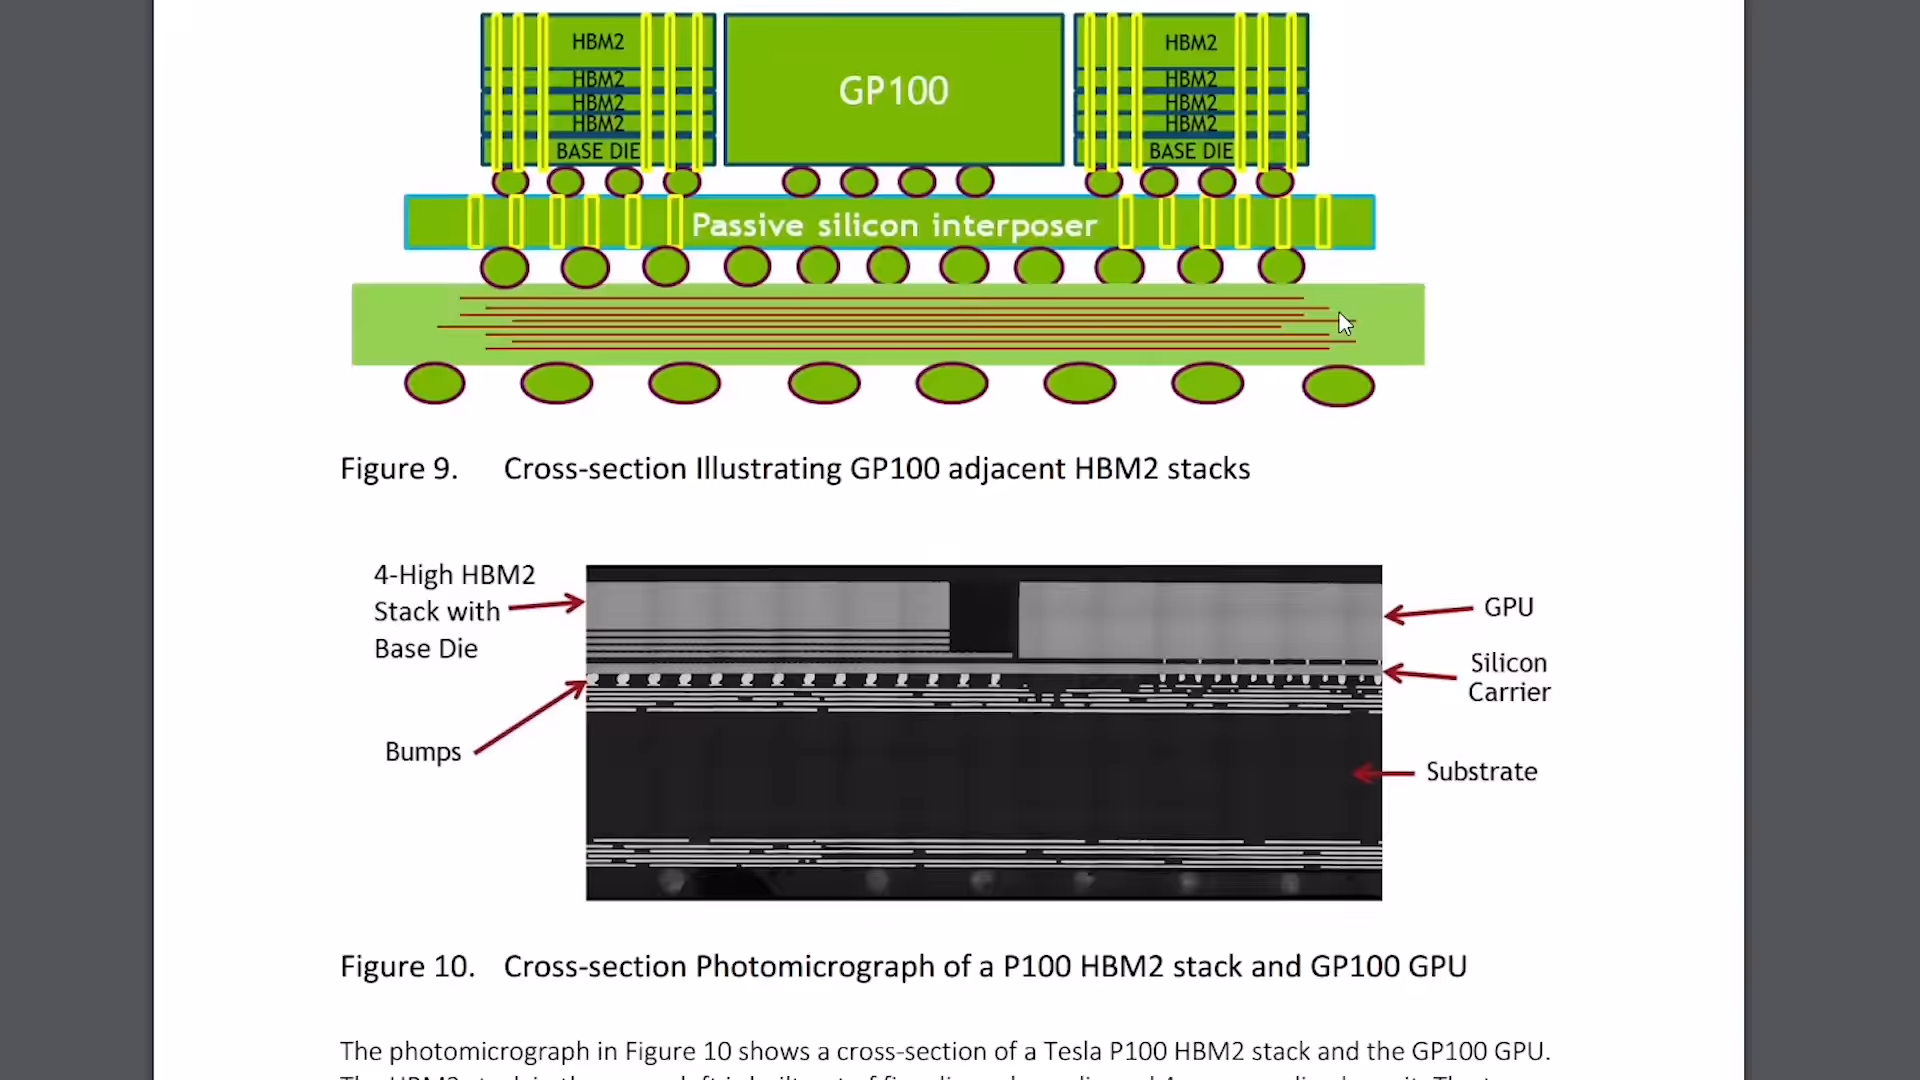 HBM2
HBM2
HBM2
HBM2
BASE DIE
GP100
HBM2
HBM2
HBM2
HBM2
BASE DIE
Passive silicon interposer
Figure 9. Cross-section Illustrating GP100 adjacent HBM2 stacks
4-High HBM2
Stack with
Base Die
Bumps
GPU
Silicon
Carrier
Substrate
Figure 10. Cross-section Photomicrograph of a P100 HBM2 stack and GP100 GPU
The photomicrograph in Figure 10 shows a cross-section of a Tesla P100 HBM2 stack and the GP100 GPU.